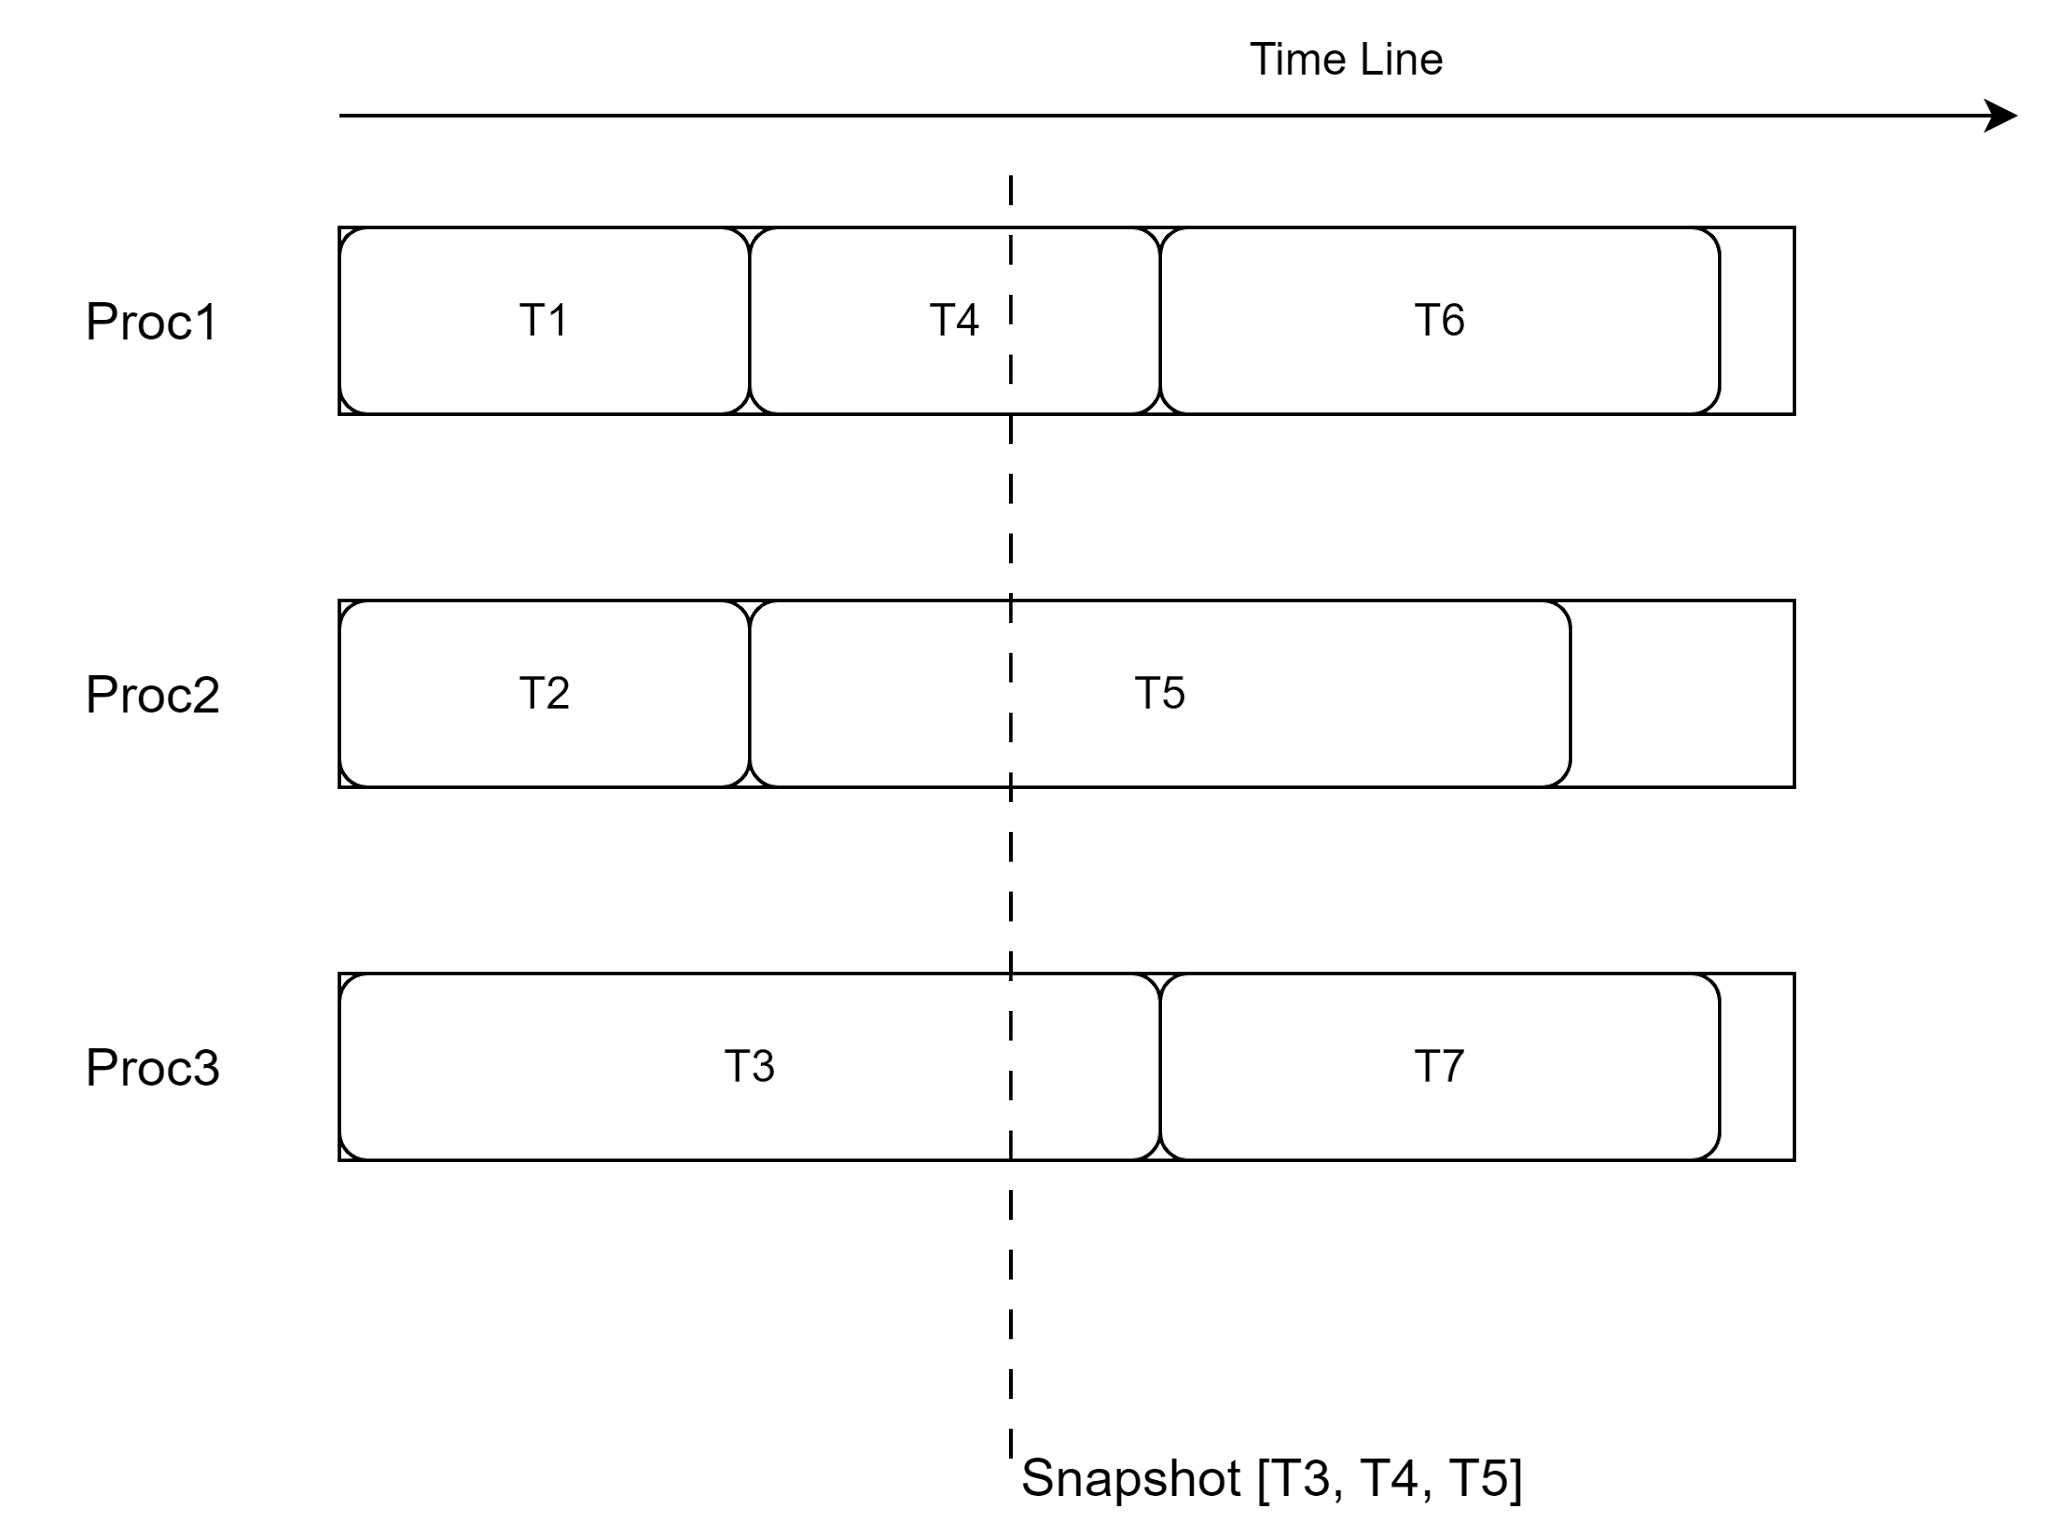 Time Line
Proc1
T1
T4
T6
Proc2
T2
T5
Proc3
T3
T7
Snapshot [T3, T4, T5]